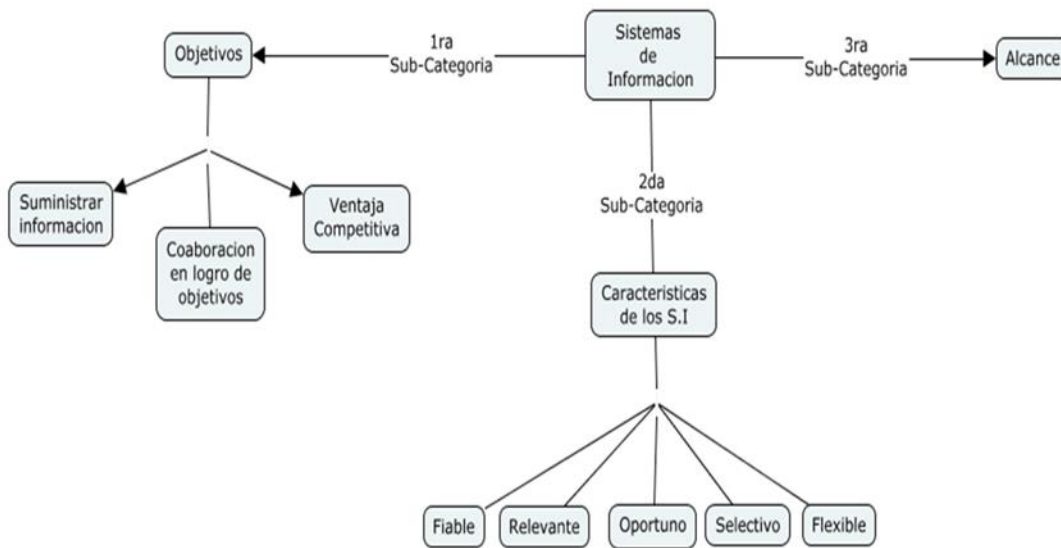 Sistemas
de
Informacion
1ra
Sub-Categoria
Objetivos
3ra
Sub-Categoria
Alcance
Suministrar
informacion
Coaboracion
en logro de
objetivos
Ventaja
Competitiva
2da
Sub-Categoria
Caracteristicas
de los S.I
Fiable
Relevante
Oportuno
Selectivo
Flexible